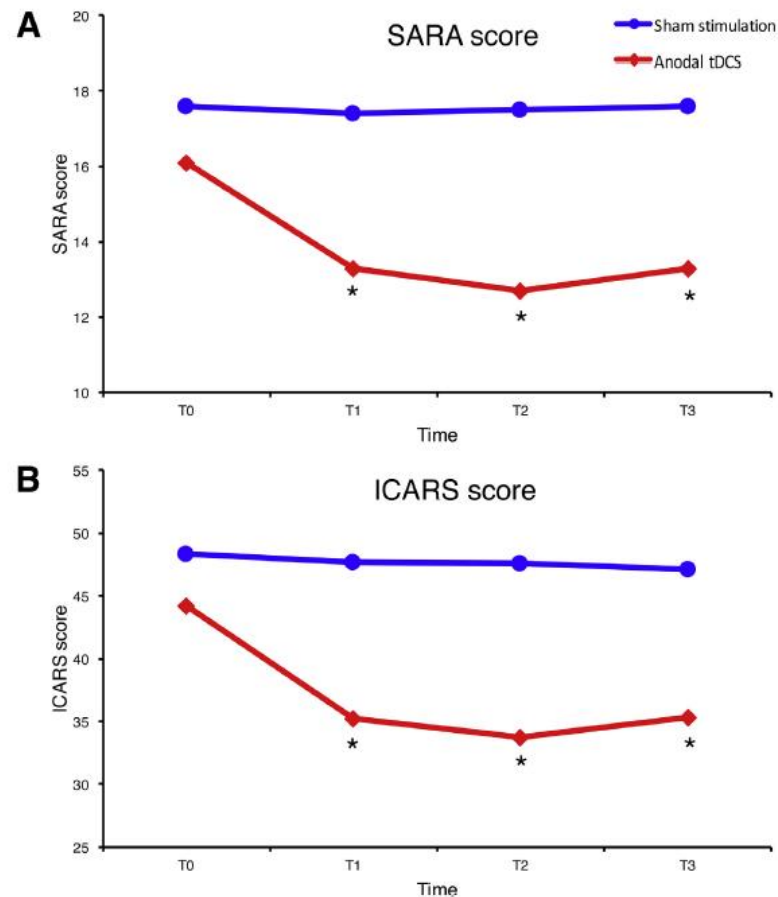 A
SARA score
Sham stimulation
Anodal tDCS
20
18
16
14
12
10
SARA score
*
*
*
T0
T1
T2
T3
Time
B
ICARS score
55
50
45
40
35
30
25
ICARS score
*
*
*
T0
T1
T2
T3
Time